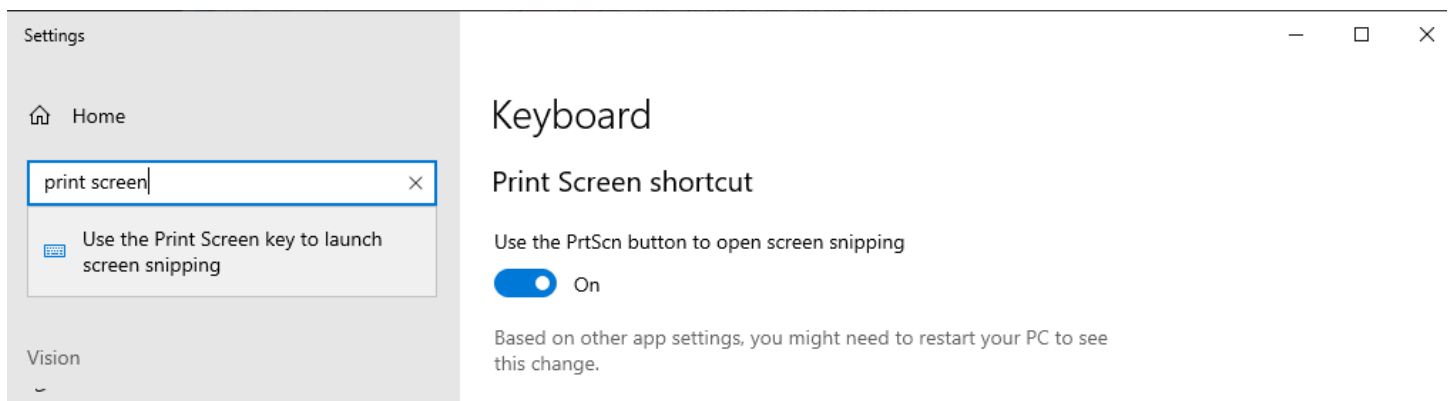 Settings
Home
print screen
Use the Print Screen key to launch
screen snipping
Vision
Keyboard
Print Screen shortcut
Use the PrtScn button to open screen snipping
On
Based on other app settings, you might need to restart your PC to see
this change.